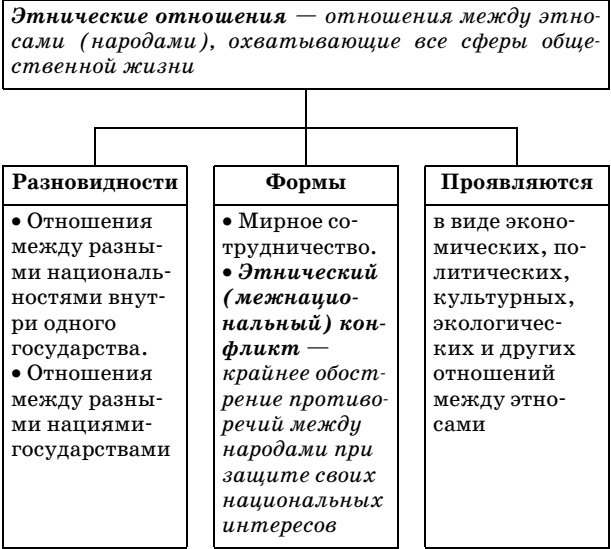 Этнические отношения — отношения между этно-
сами (народами), охватывающие все сферы обще-
ственной жизни
Разновидности
• Отношения
между разны-
ми националь-
ностями внут-
ри одного
государства.
• Отношения
между разны-
ми нациями-
государствами
Формы
• Мирное со-
трудничество.
• Этнический
(межнацио-
нальный) кон-
фликт —
крайнее обост-
рение противо-
речий между
народами при
защите своих
национальных
интересов
Проявляются
в виде эконо-
мических, по-
литических,
культурных,
экологичес-
ких и других
отношений
между этно-
сами